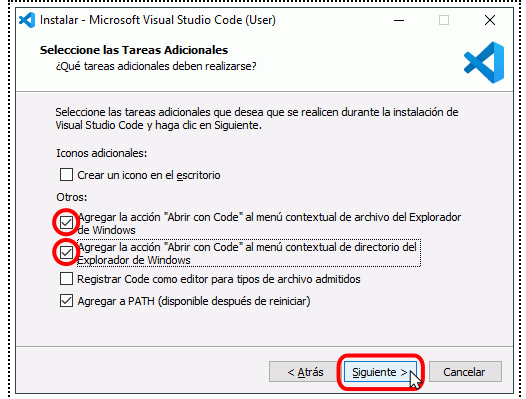 Instalar - Microsoft Visual Studio Code (User)
Seleccione las Tareas Adicionales
¿Qué tareas adicionales deben realizarse?
Seleccione las tareas adicionales que desea que se realicen durante la instalación de
Visual Studio Code y haga clic en Siguiente.
Iconos adicionales:
Crear un icono en el escritorio
Otros:
Agregar la acción "Abrir con Code" al menú contextual de archivo del Explorador
de Windows
Agregar la acción "Abrir con Code" al menú contextual de directorio del
Explorador de Windows
Registrar Code como editor para tipos de archivo admitidos
Agregar a PATH (disponible después de reiniciar)
< Atrás
Siguiente >
Cancelar